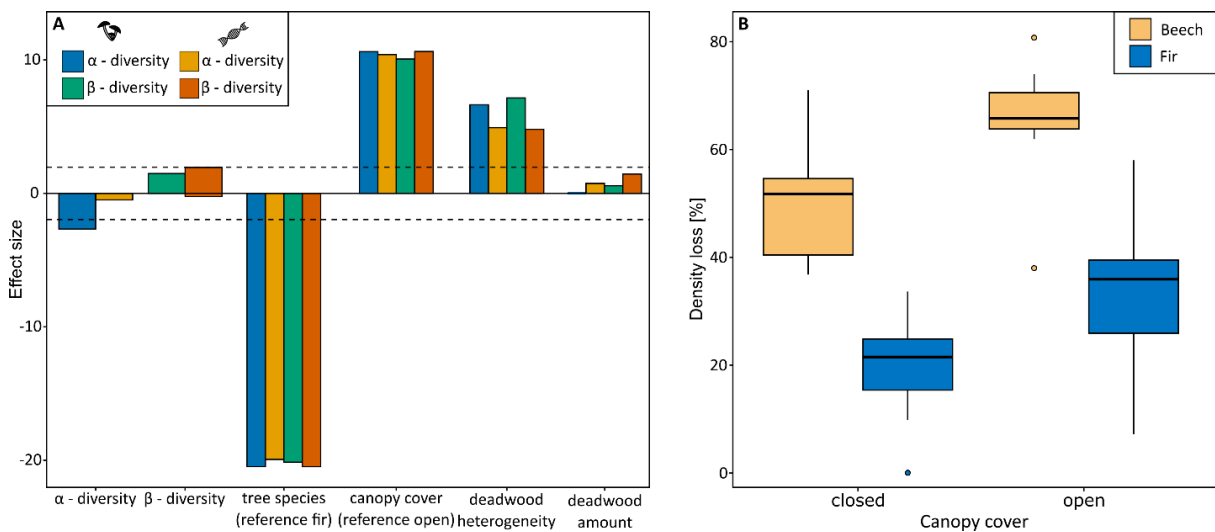 A
α - diversity α - diversity
β - diversity β - diversity
10
0
-10
-20
Effect size
α - diversity β - diversity tree species canopy cover deadwood deadwood
(reference fir) (reference open) heterogeneity amount
B
Beech
Fir
80
60
40
20
0
Density loss [%]
closed open
Canopy cover